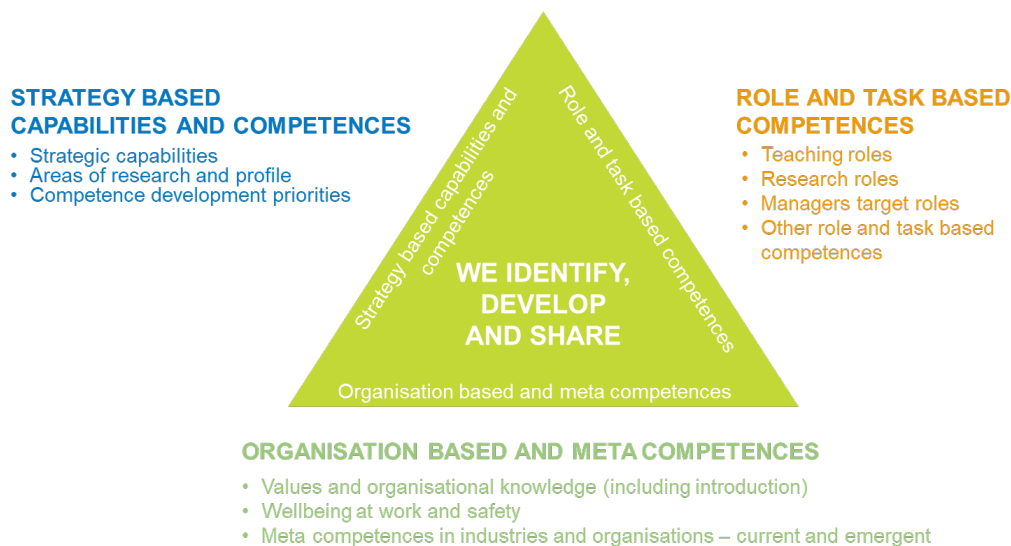 STRATEGY BASED
CAPABILITIES AND COMPETENCES
• Strategic capabilities
• Areas of research and profile
• Competence development priorities
Strategy based capabilities and
competences
Role and task based competences
WE IDENTIFY,
DEVELOP
AND SHARE
Organisation based and meta competences
ROLE AND TASK BASED
COMPETENCES
• Teaching roles
• Research roles
• Managers target roles
• Other role and task based
competences
ORGANISATION BASED AND META COMPETENCES
• Values and organisational knowledge (including introduction)
• Wellbeing at work and safety
• Meta competences in industries and organisations – current and emergent